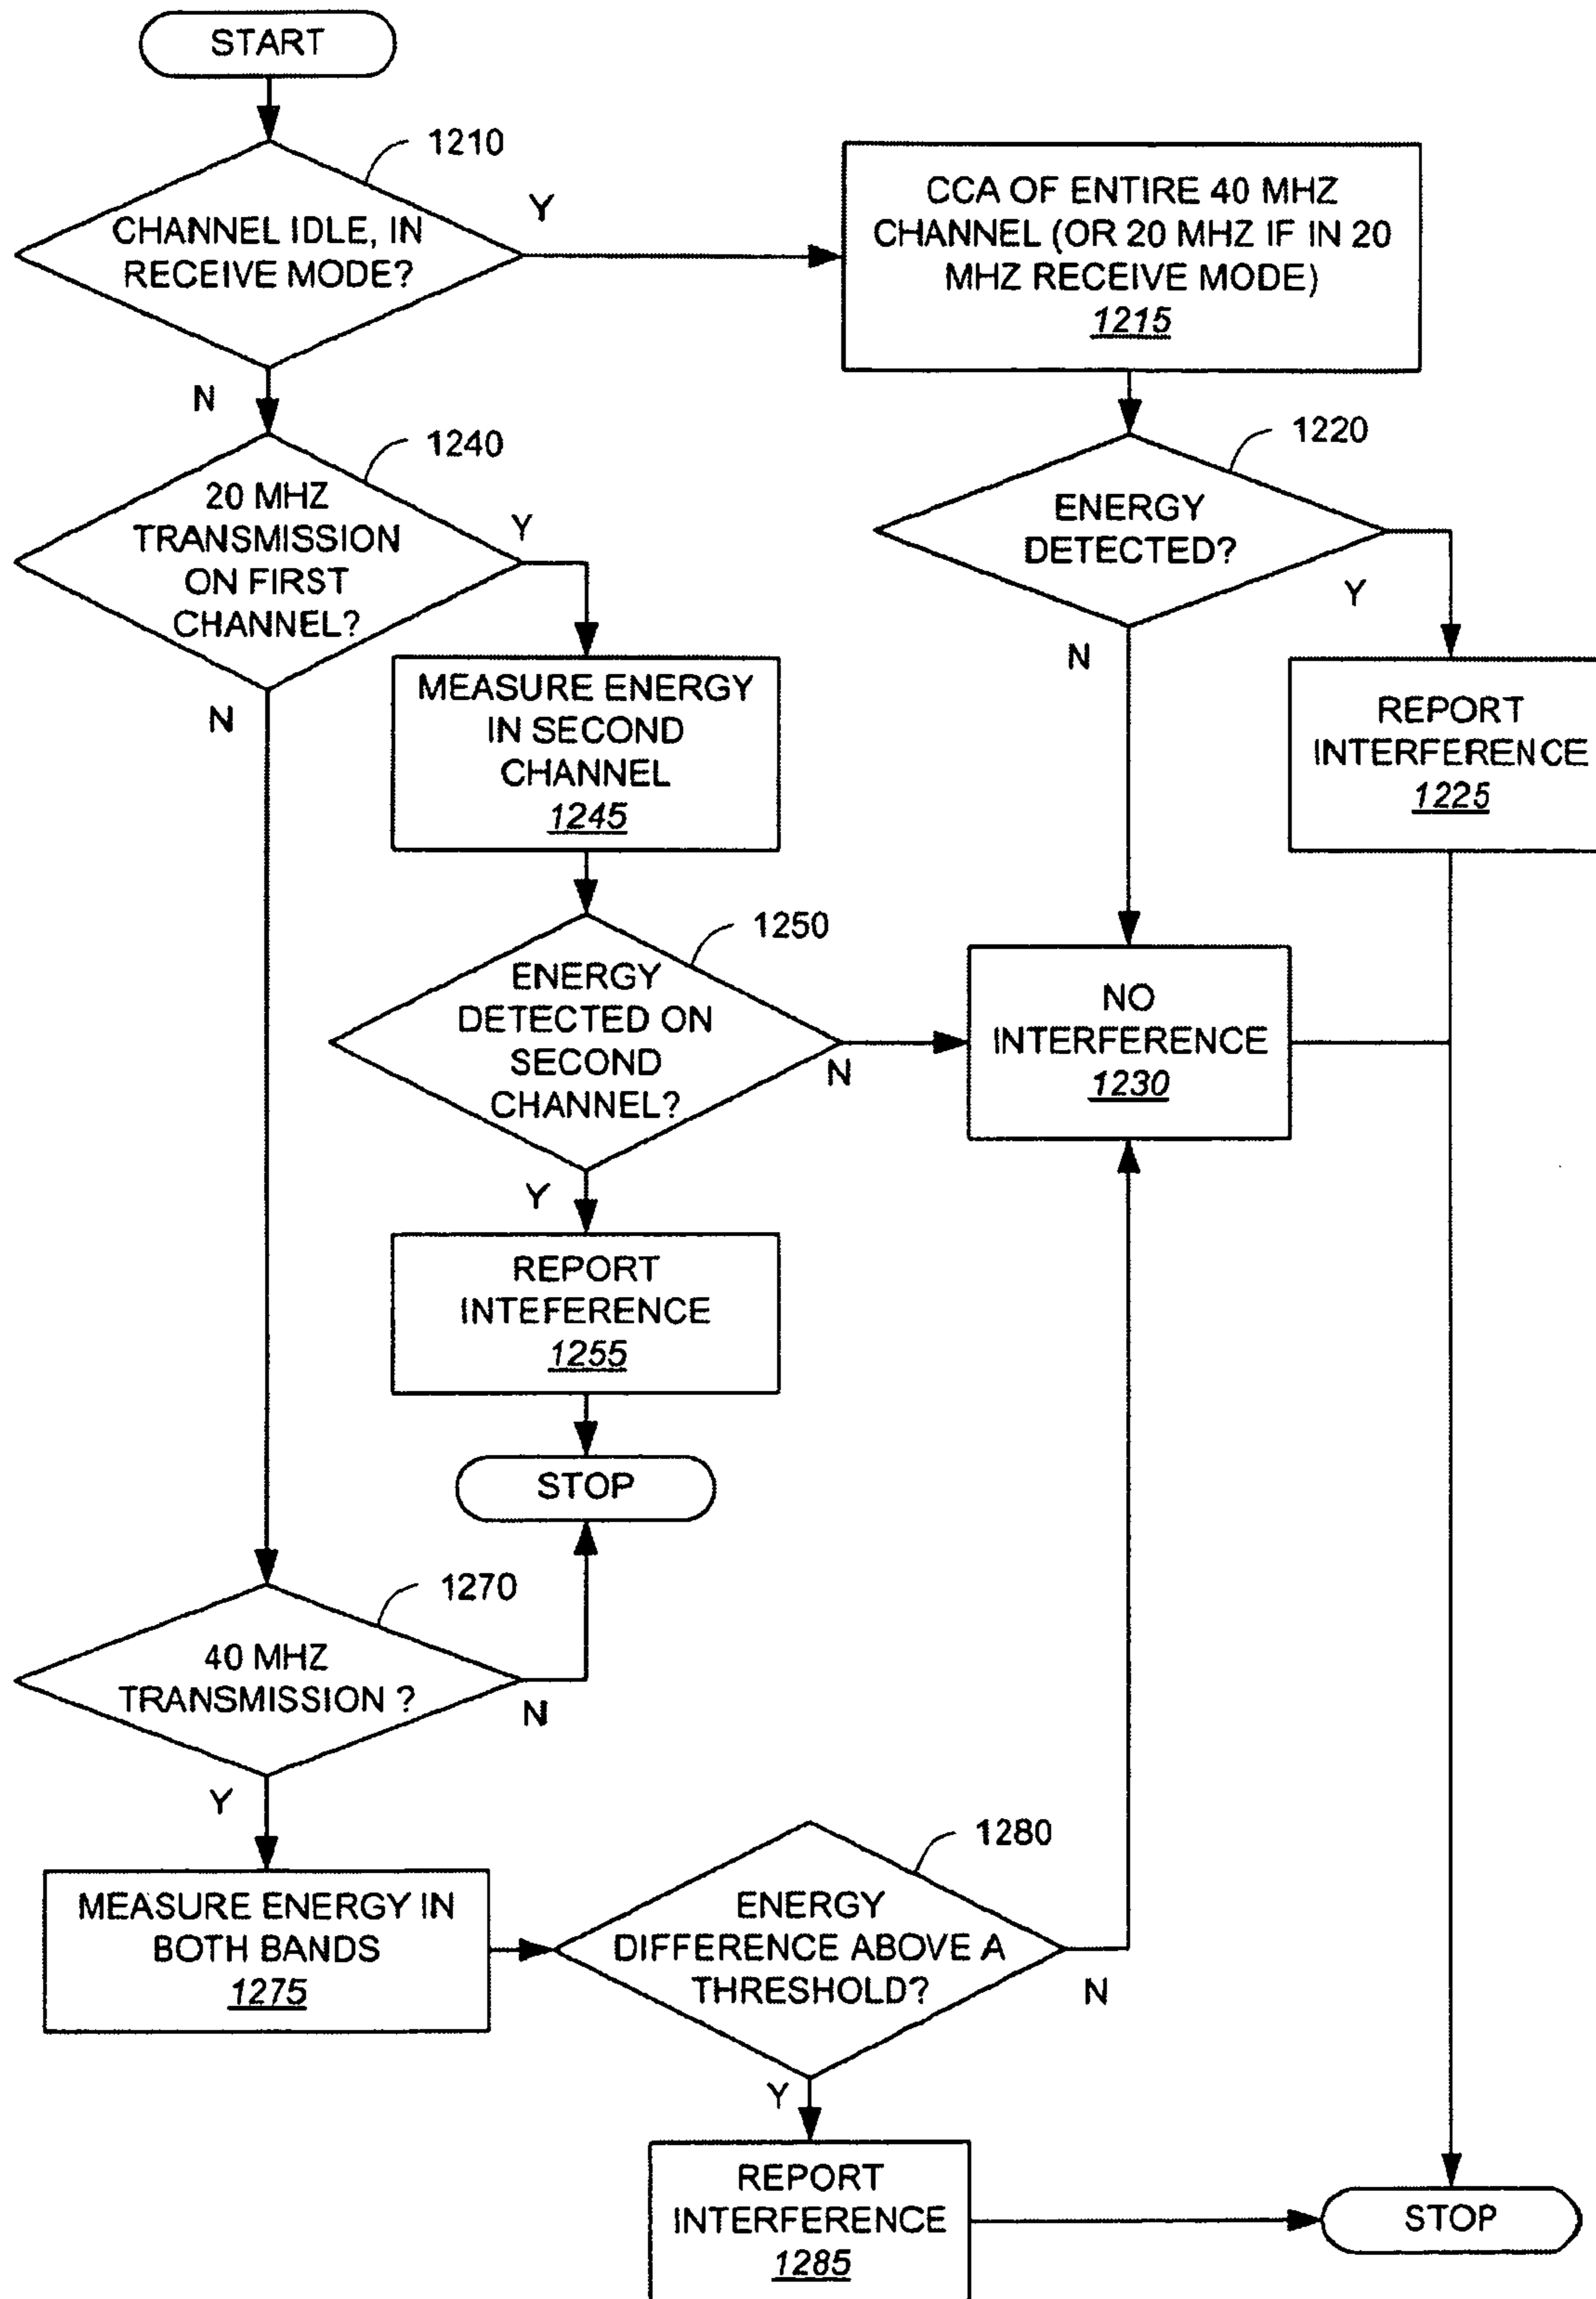 START
1210
CHANNEL IDLE, IN
RECEIVE MODE?
Y
N
CCA OF ENTIRE 40 MHZ
CHANNEL (OR 20 MHZ IF IN 20
MHZ RECEIVE MODE)
1215
1220
ENERGY
DETECTED?
Y
N
REPORT
INTERFERENCE
1225
1240
20 MHZ
TRANSMISSION
ON FIRST
CHANNEL?
Y
N
MEASURE ENERGY
IN SECOND
CHANNEL
1245
1250
ENERGY
DETECTED ON
SECOND
CHANNEL?
N
Y
NO
INTERFERENCE
1230
REPORT
INTEFERENCE
1255
STOP
1270
40 MHZ
TRANSMISSION ?
N
Y
MEASURE ENERGY IN
BOTH BANDS
1275
1280
ENERGY
DIFFERENCE ABOVE A
THRESHOLD?
N
Y
REPORT
INTERFERENCE
1285
STOP